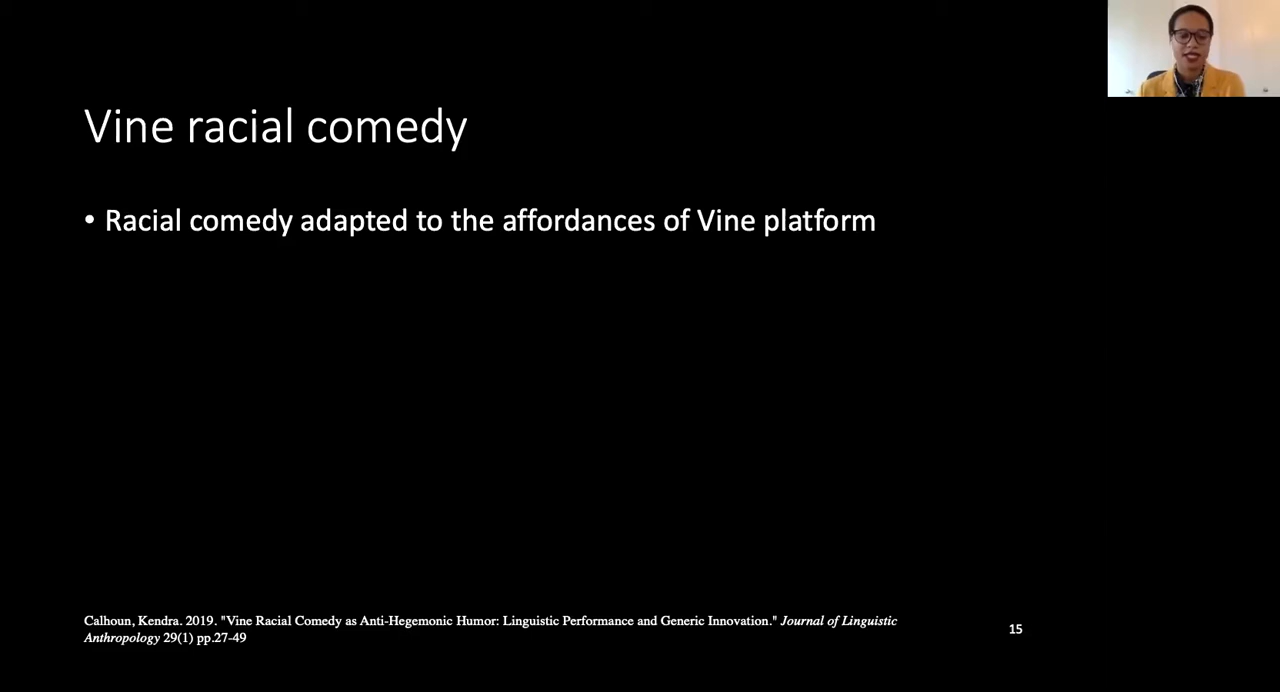 Vine racial comedy
• Racial comedy adapted to the affordances of Vine platform
Calhoun, Kendra. 2019. "Vine Racial Comedy as Anti-Hegemonic Humor: Linguistic Performance and Generic Innovation." Journal of Linguistic
Anthropology 29(1) pp.27-49
15